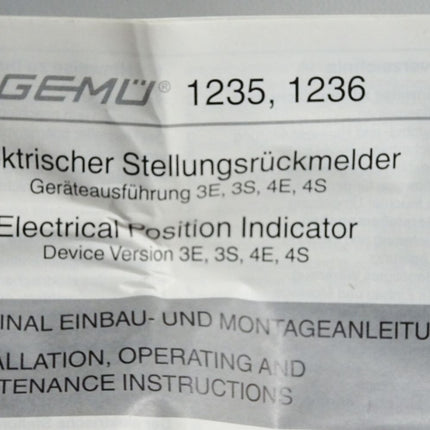 GEMÜ® 1235, 1236
ktrischer Stellungsrückmelder
Geräteausführung 3E, 3S, 4E, 4S
Electrical Position Indicator
Device Version 3E, 3S, 4E, 4S
INAL EINBAU- UND MONTAGEANLEITU
ALLATION, OPERATING AND
TENANCE INSTRUCTIONS